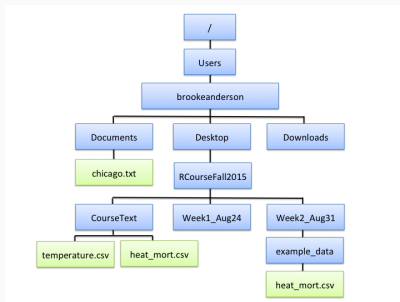 /
Users
brookeanderson
Documents
Desktop
Downloads
chicago.txt
RCourseFall2015
CourseText
Week1_Aug24
Week2_Aug31
temperature.csv
heat_mort.csv
example_data
heat_mort.csv